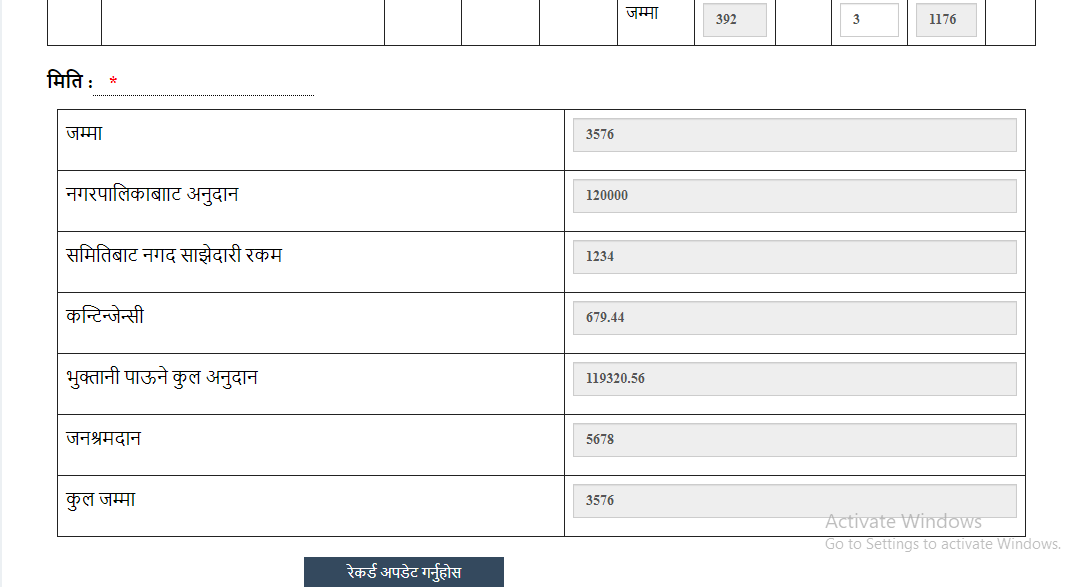 जम्मा 392 3 1176
मिति : *
जम्मा 3576
नगरपालिकाबााट अनुदान 120000
समितिबाट नगद साझेदारी रकम 1234
कन्टिन्जेन्सी 679.44
भुक्तानी पाऊने कुल अनुदान 119320.56
जनश्रमदान 5678
कुल जम्मा 3576
Activate Windows
Go to Settings to activate Windows.
रेकर्ड अपडेट गर्नुहोस